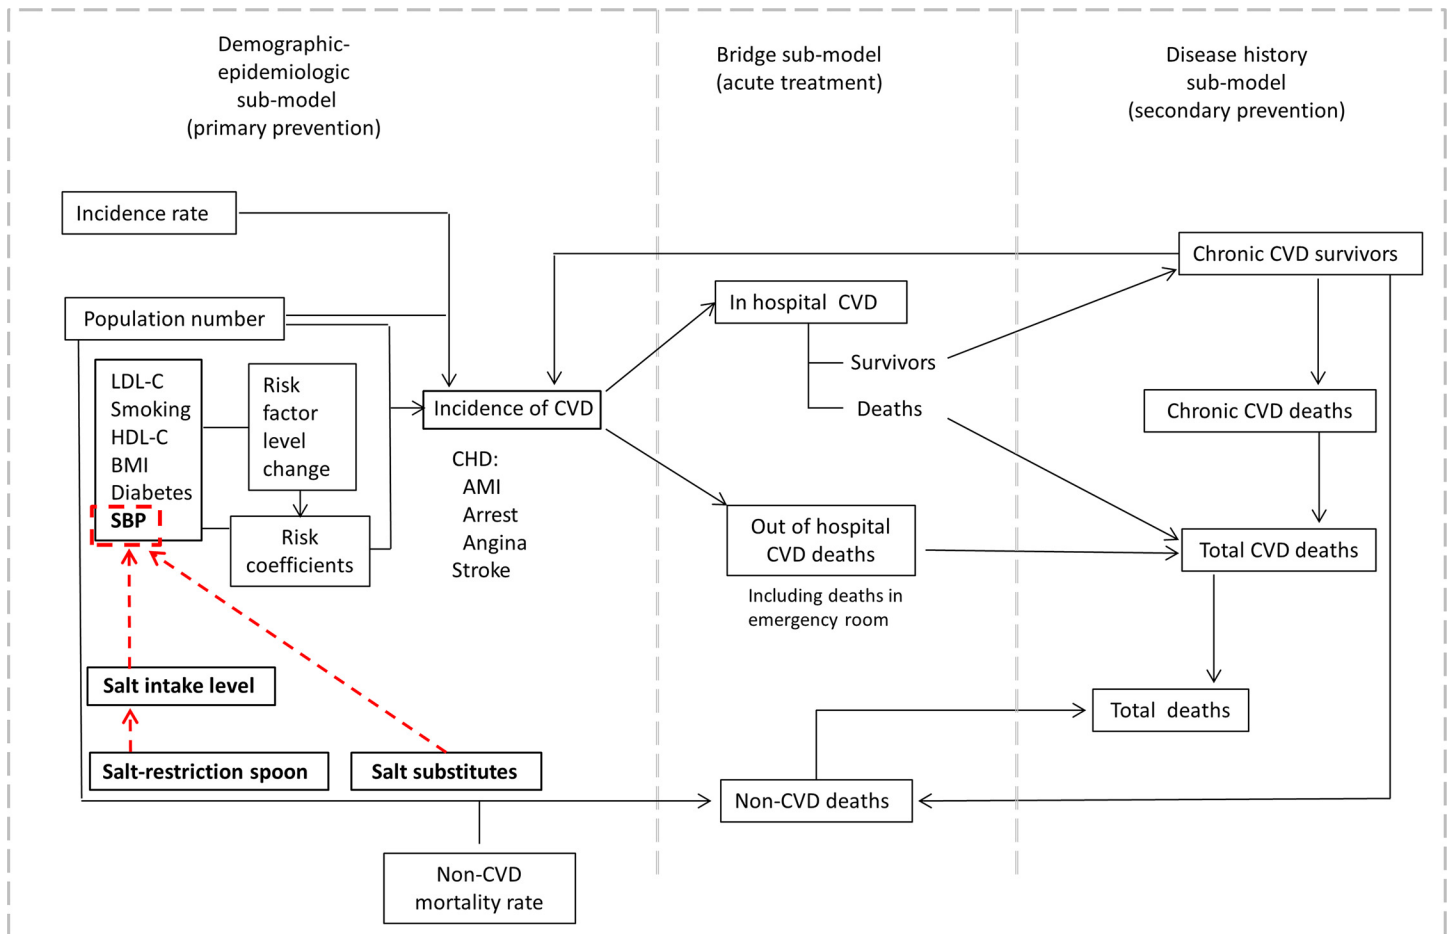 Demographic-
epidemiologic
sub-model
(primary prevention)
Bridge sub-model
(acute treatment)
Disease history
sub-model
(secondary prevention)
Incidence rate
Population number
LDL-C
Smoking
HDL-C
BMI
Diabetes
SBP
Risk
factor
level
change
Risk
coefficients
Incidence of CVD
CHD:
AMI
Arrest
Angina
Stroke
In hospital CVD
Survivors
Deaths
Out of hospital
CVD deaths
Including deaths in
emergency room
Chronic CVD survivors
Chronic CVD deaths
Total CVD deaths
Total deaths
Salt intake level
Salt-restriction spoon
Salt substitutes
Non-CVD deaths
Non-CVD
mortality rate